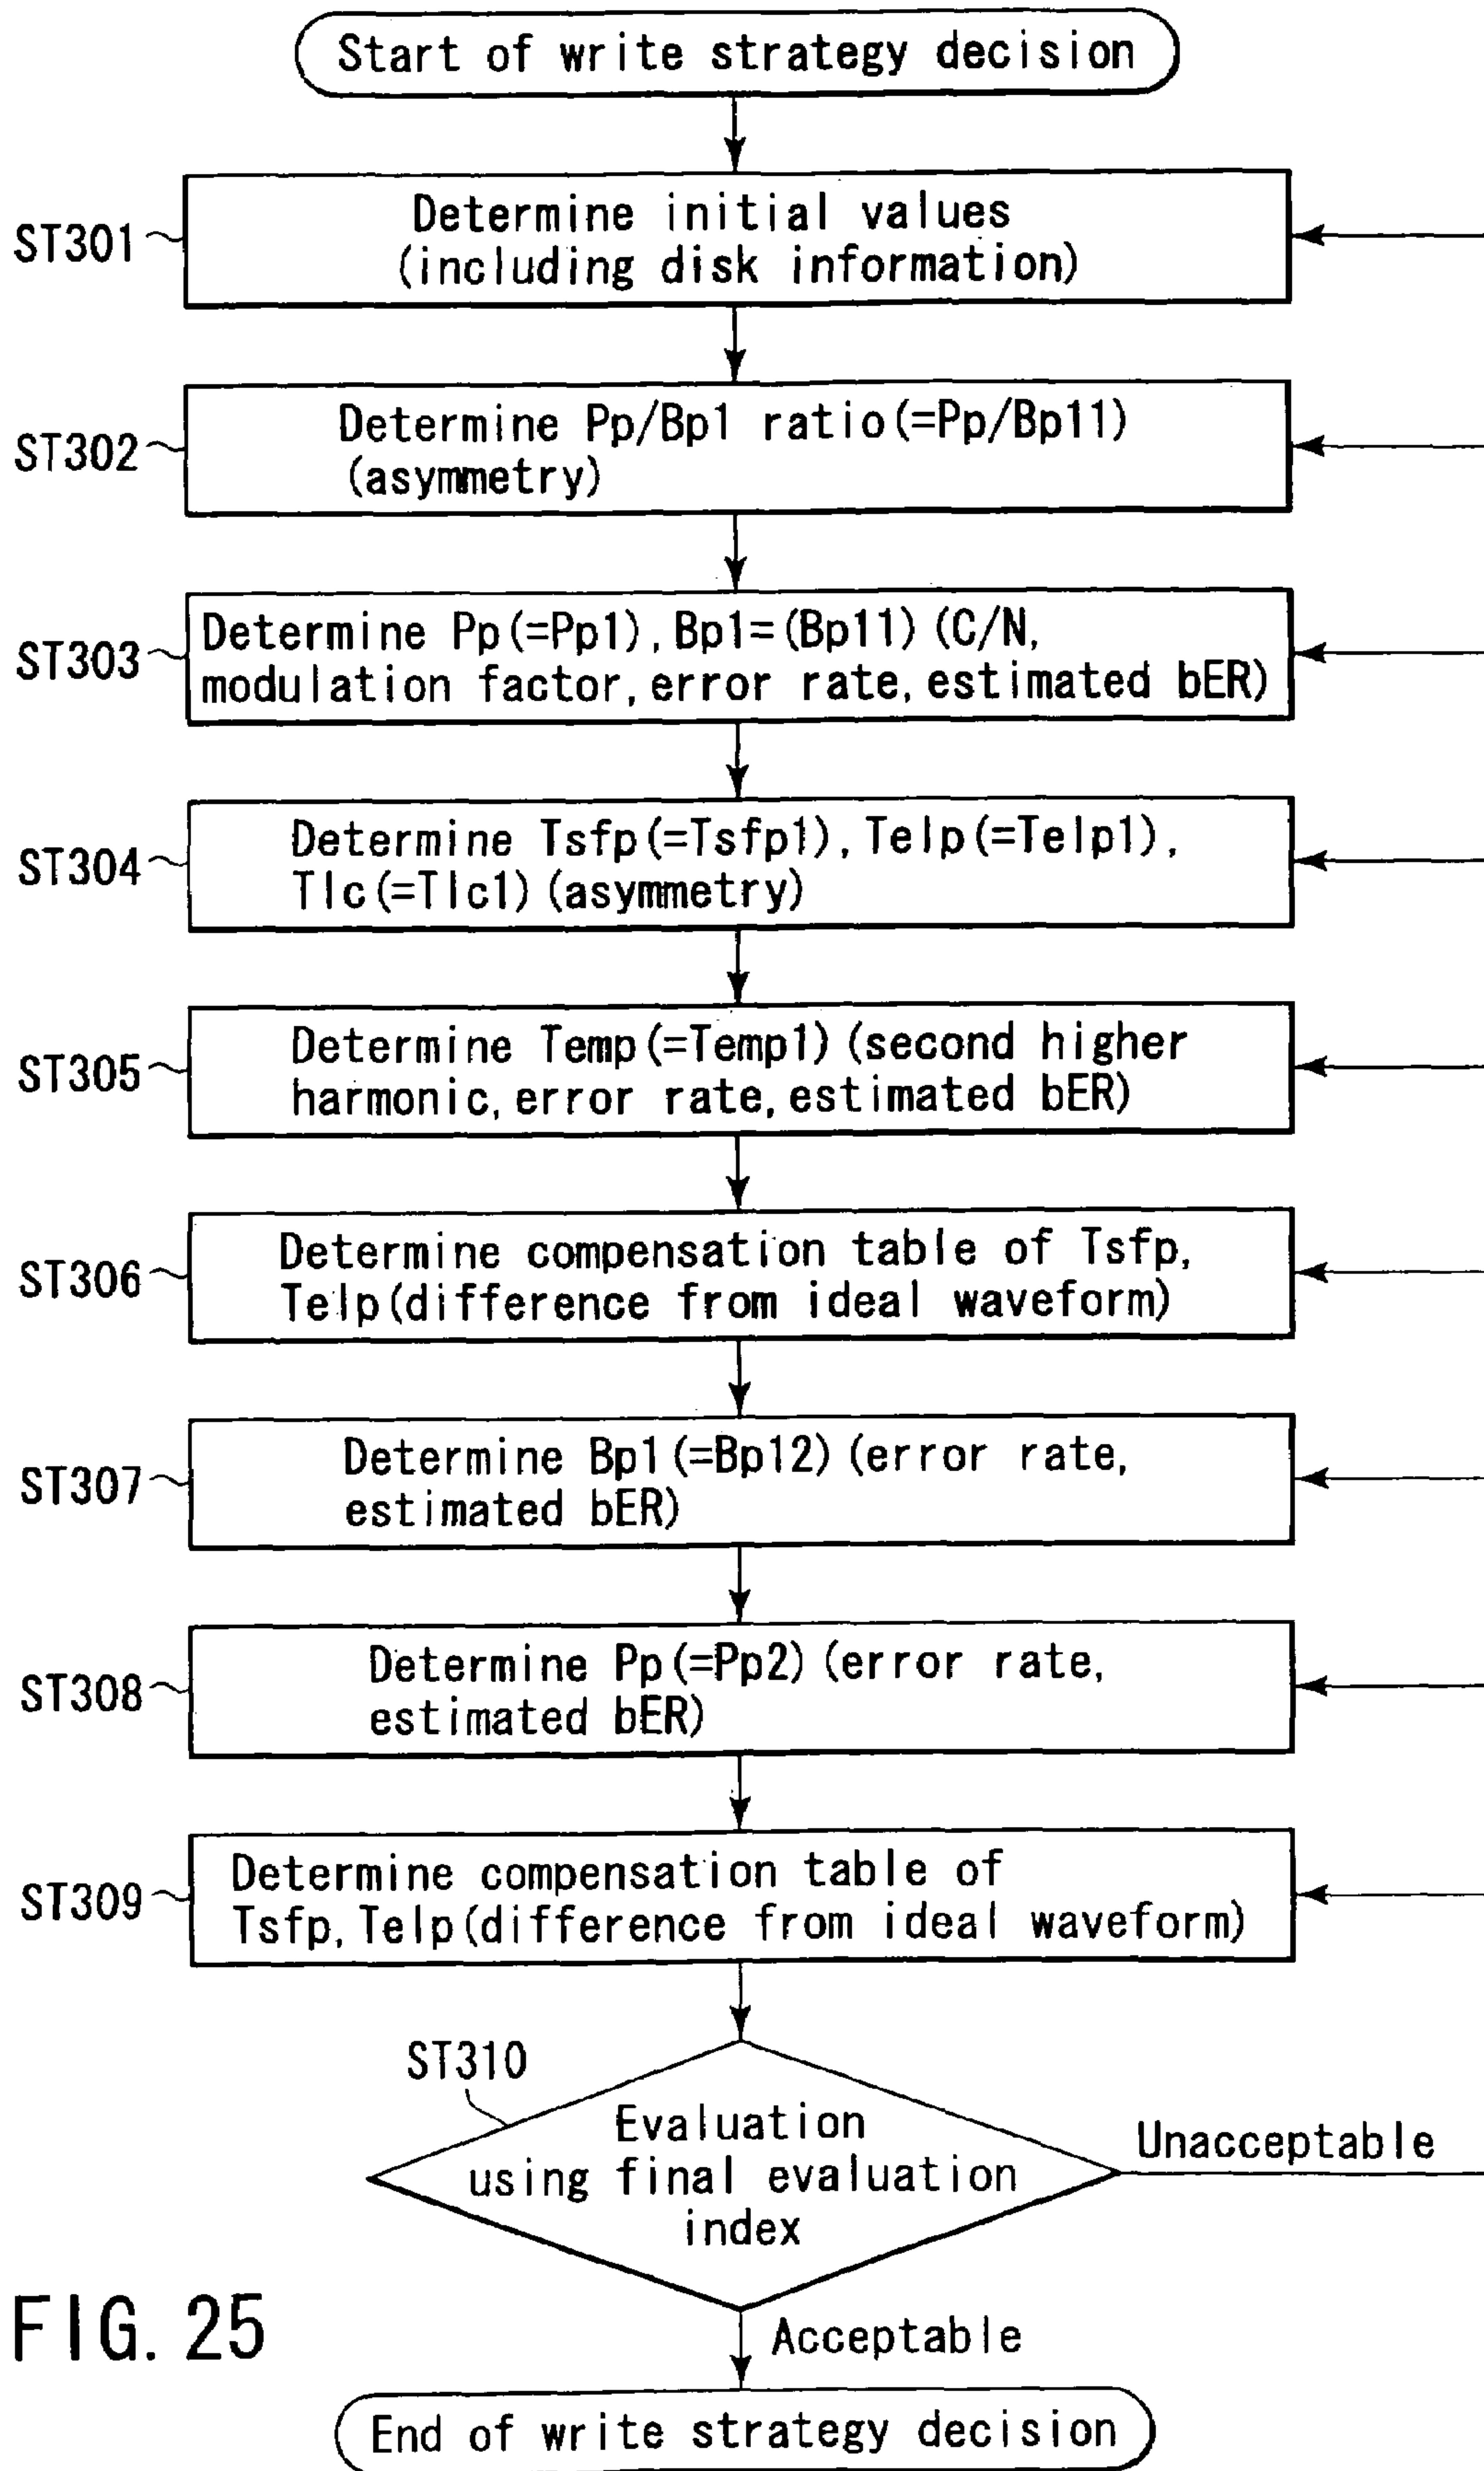 Start of write strategy decision
ST301
Determine initial values
(including disk information)
ST302
Determine Pp/Bp1 ratio(=Pp/Bp11)
(asymmetry)
ST303
Determine Pp(=Pp1), Bp1=(Bp11)(C/N,
modulation factor, error rate, estimated bER)
ST304
Determine Tsfp(=Tsfp1), Telp(=Telp1),
Tlc(=Tlc1)(asymmetry)
ST305
Determine Temp(=Temp1)(second higher
harmonic, error rate, estimated bER)
ST306
Determine compensation table of Tsfp,
Telp(difference from ideal waveform)
ST307
Determine Bp1(=Bp12)(error rate,
estimated bER)
ST308
Determine Pp(=Pp2)(error rate,
estimated bER)
ST309
Determine compensation table of
Tsfp, Telp(difference from ideal waveform)
ST310
Evaluation
using final evaluation
index
Unacceptable
Acceptable
FIG. 25
End of write strategy decision